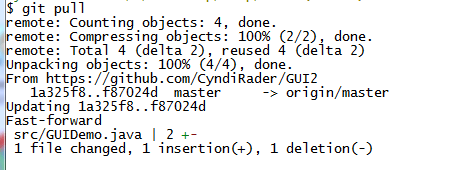 $ git pull
remote: Counting objects: 4, done.
remote: Compressing objects: 100% (2/2), done.
remote: Total 4 (delta 2), reused 4 (delta 2)
Unpacking objects: 100% (4/4), done.
From https://github.com/CyndiRader/GUI2
   1a325f8..f87024d  master     -> origin/master
Updating 1a325f8..f87024d
Fast-forward
 src/GUIDemo.java | 2 +-
 1 file changed, 1 insertion(+), 1 deletion(-)